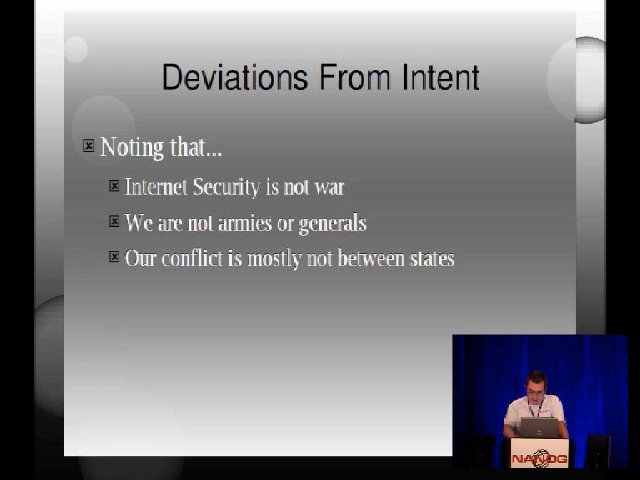 Deviations From Intent
Noting that...
Internet Security is not war
We are not armies or generals
Our conflict is mostly not between states
NANOG